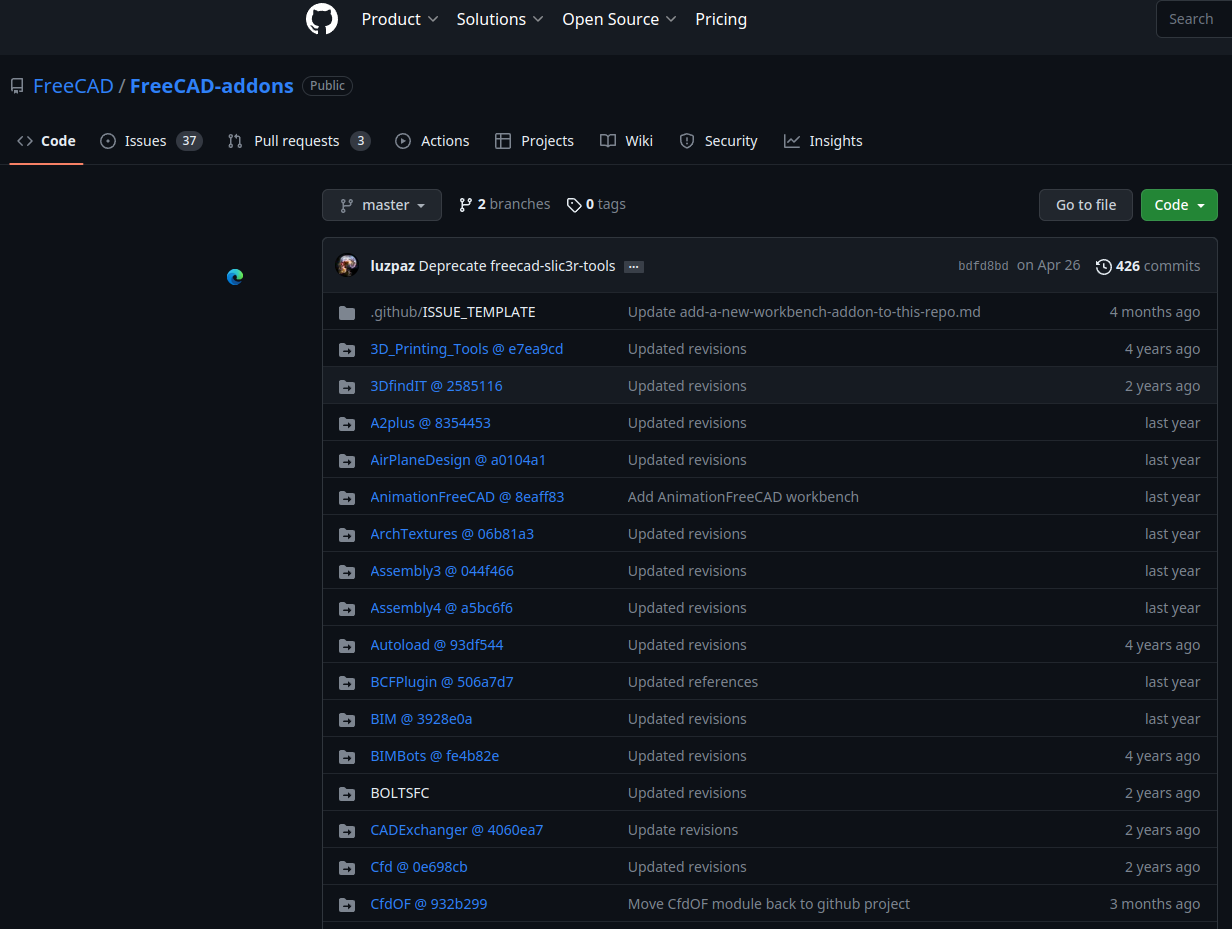 Product Solutions Open Source Pricing Search
FreeCAD / FreeCAD-addons Public
Code Issues 37 Pull requests 3 Actions Projects Wiki Security Insights
master 2 branches 0 tags Go to file Code
luzpaz Deprecate freecad-slic3r-tools ... bdfd8bd on Apr 26 426 commits
.github/ISSUE_TEMPLATE Update add-a-new-workbench-addon-to-this-repo.md 4 months ago
3D_Printing_Tools @ e7ea9cd Updated revisions 4 years ago
3DfindIT @ 2585116 Updated revisions 2 years ago
A2plus @ 8354453 Updated revisions last year
AirPlaneDesign @ a0104a1 Updated revisions last year
AnimationFreeCAD @ 8eaff83 Add AnimationFreeCAD workbench last year
ArchTextures @ 06b81a3 Updated revisions last year
Assembly3 @ 044f466 Updated revisions last year
Assembly4 @ a5bc6f6 Updated revisions last year
Autoload @ 93df544 Updated revisions 4 years ago
BCFPlugin @ 506a7d7 Updated references last year
BIM @ 3928e0a Updated revisions last year
BIMBots @ fe4b82e Updated revisions 4 years ago
BOLTSFC Updated revisions 2 years ago
CADExchanger @ 4060ea7 Update revisions 2 years ago
Cfd @ 0e698cb Updated revisions 2 years ago
CfdOF @ 932b299 Move CfdOF module back to github project 3 months ago